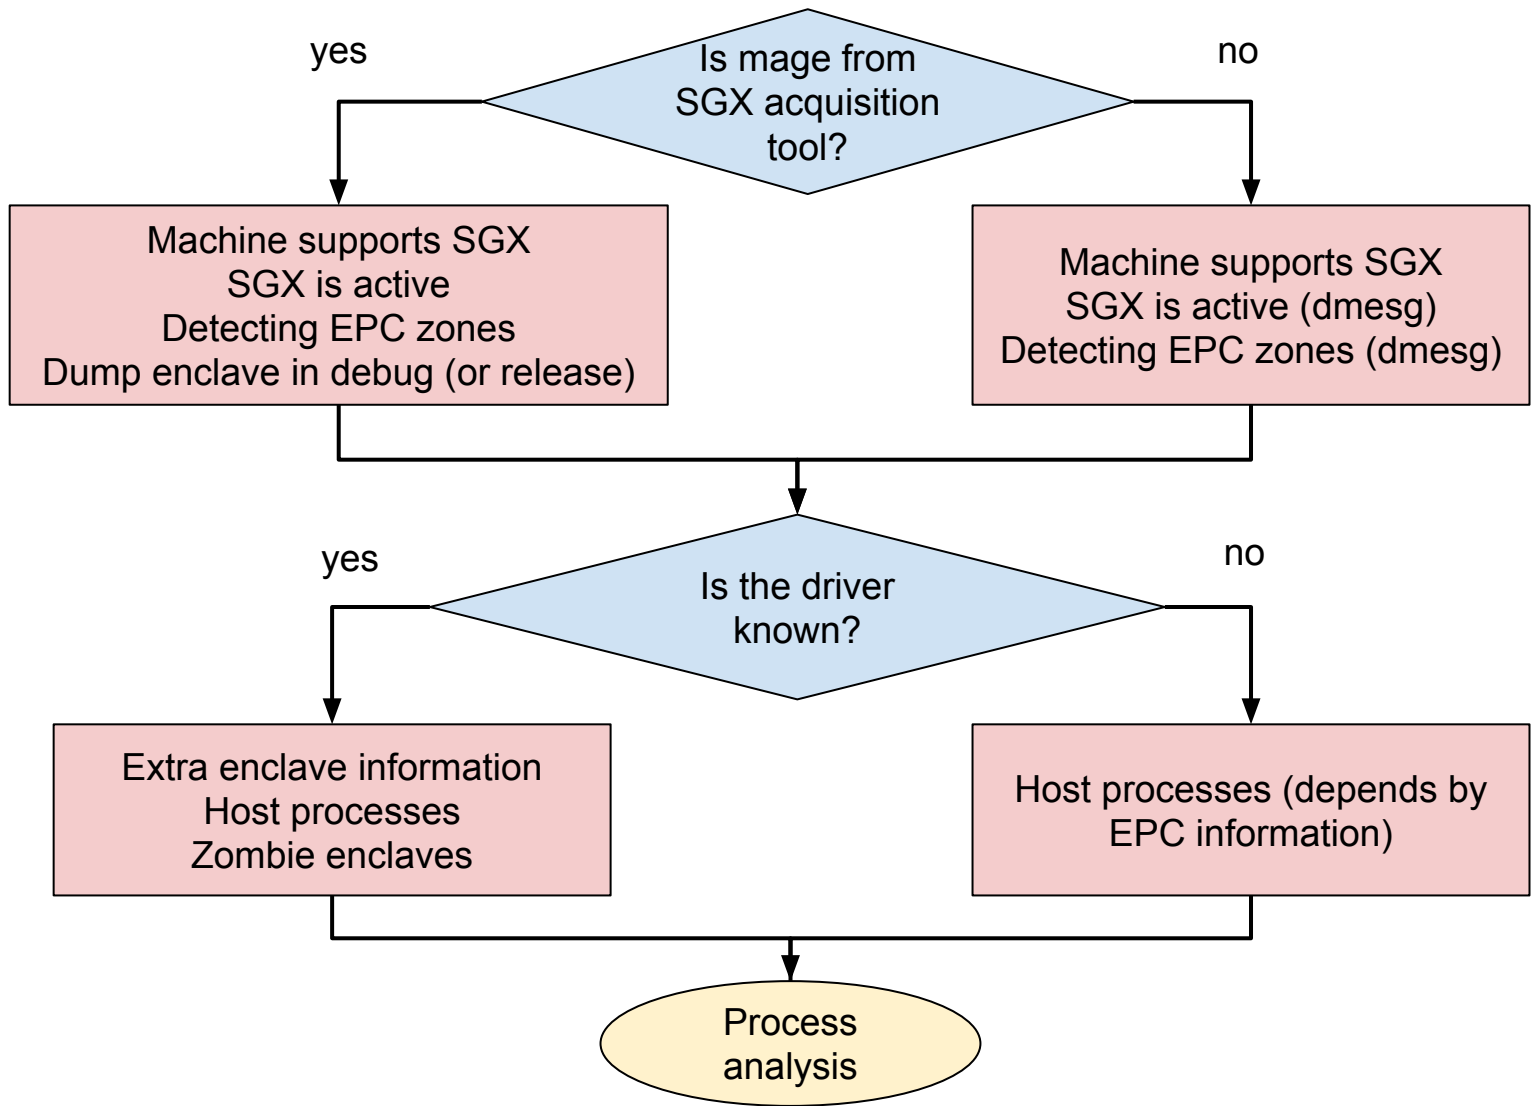 yes
Is mage from
SGX acquisition
tool?
no
Machine supports SGX
SGX is active
Detecting EPC zones
Dump enclave in debug (or release)
Machine supports SGX
SGX is active (dmesg)
Detecting EPC zones (dmesg)
yes
Is the driver
known?
no
Extra enclave information
Host processes
Zombie enclaves
Host processes (depends by
EPC information)
Process
analysis